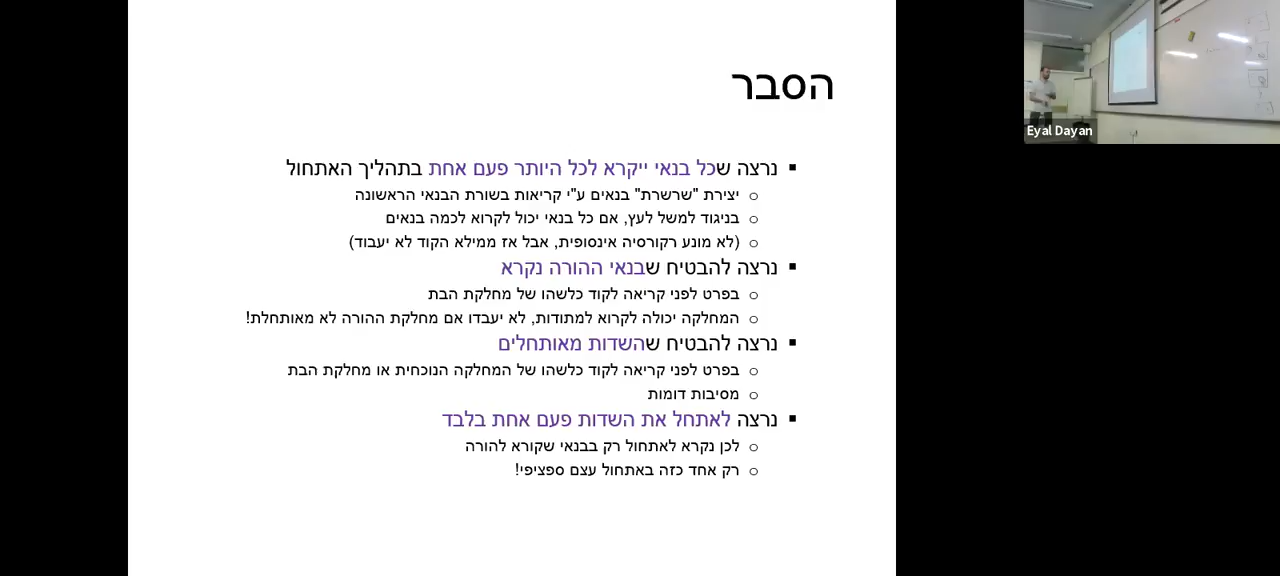 הסבר
נרצה שכל בנאי ייקרא לכל היותר פעם אחת בתהליך האתחול
יצירת "שרשרת" בנאים ע"י קריאות בשורת הבנאי הראשונה
בניגוד למשל לעץ, אם כל בנאי יכול לקרוא לכמה בנאים
(לא מונע רקורסיה אינסופית, אבל אז ממילא הקוד לא יעבוד)
נרצה להבטיח שבנאי ההורה נקרא
בפרט לפני קריאה לקוד כלשהו של מחלקת הבת
המחלקה יכולה לקרוא למתודות, לא יעבדו אם מחלקת ההורה לא מאותחלת!
נרצה להבטיח שהשדות מאותחלים
בפרט לפני קריאה לקוד כלשהו של המחלקה הנוכחית או מחלקת הבת
מסיבות דומות
נרצה לאתחל את השדות פעם אחת בלבד
לכן נקרא לאתחול רק בבנאי שקורא להורה
רק אחד כזה באתחול עצם ספציפי!
Eyal Dayan